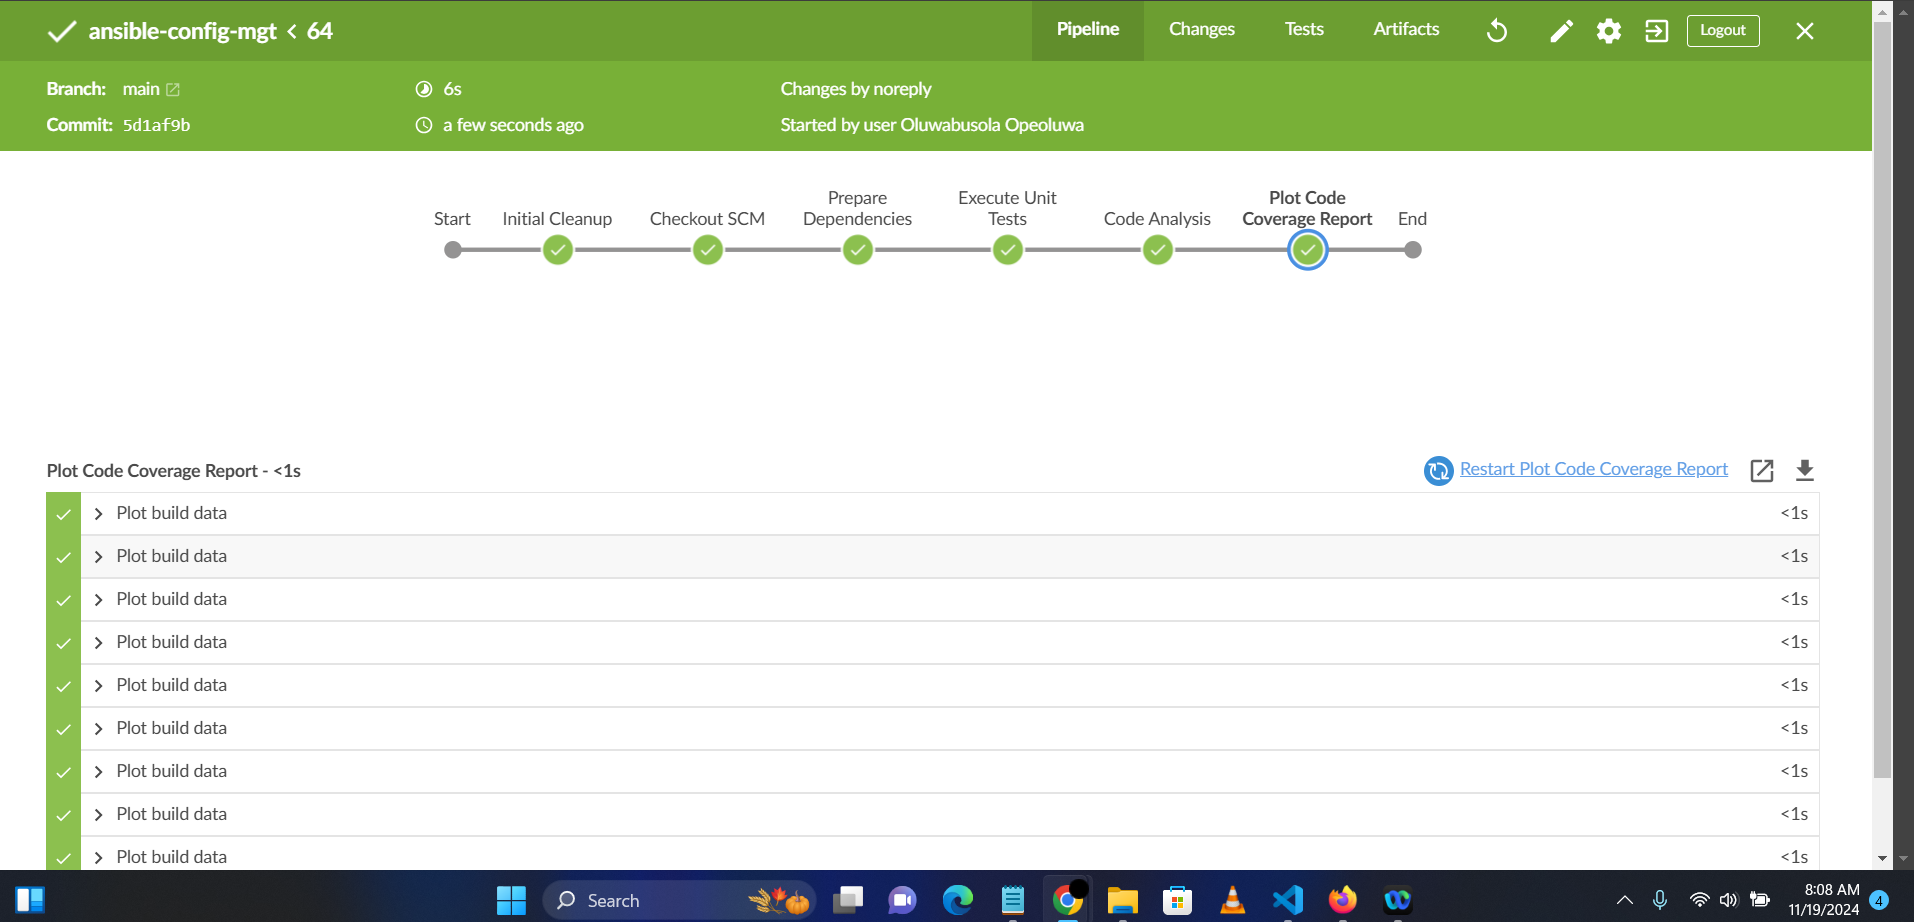 ansible-config-mgt < 64
Pipeline
Changes
Tests
Artifacts
Logout
Branch: main
6s
Changes by noreply
Commit: 5d1af9b
a few seconds ago
Started by user Oluwabusola Opeoluwa
Start
Initial Cleanup
Checkout SCM
Prepare
Dependencies
Execute Unit
Tests
Code Analysis
Plot Code
Coverage Report
End
Plot Code Coverage Report - <1s
Restart Plot Code Coverage Report
Plot build data <1s
Plot build data <1s
Plot build data <1s
Plot build data <1s
Plot build data <1s
Plot build data <1s
Plot build data <1s
Plot build data <1s
Plot build data <1s
Search
8:08 AM
11/19/2024
4